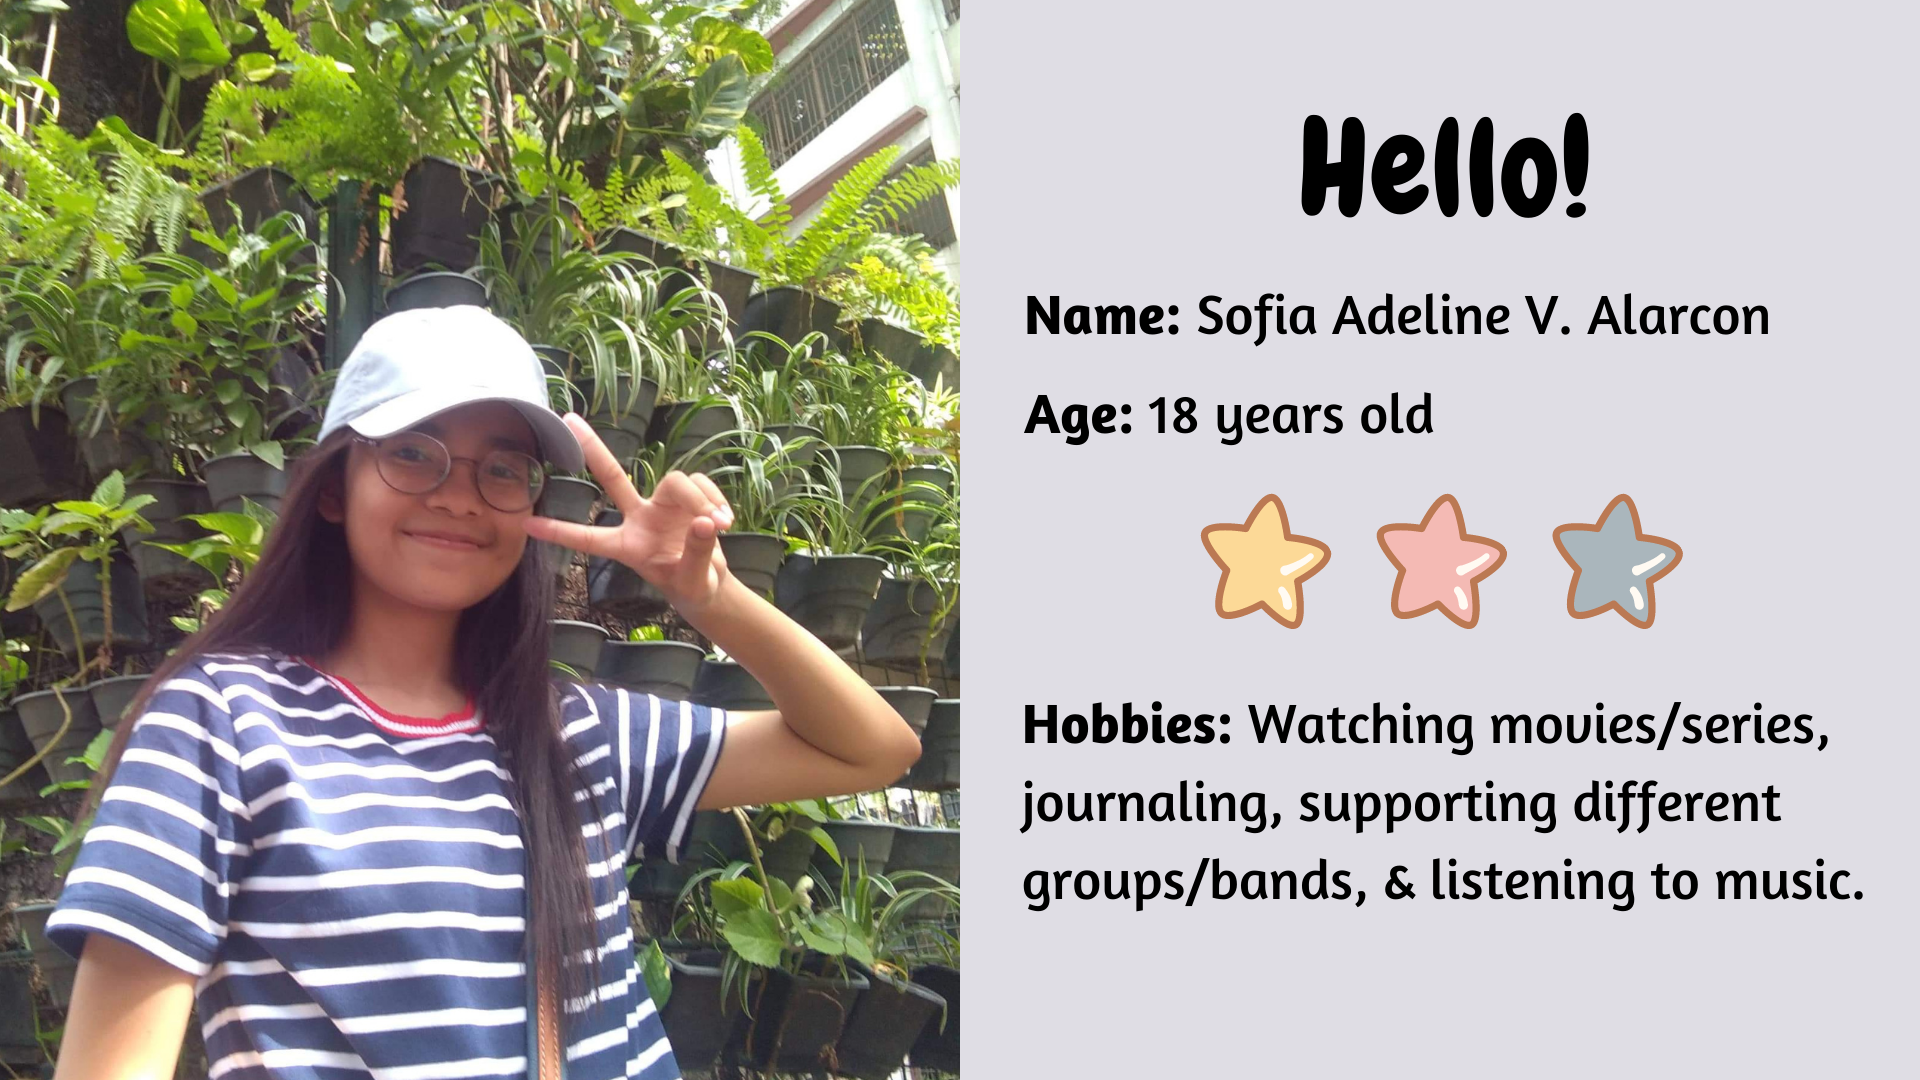 Hello!
Name: Sofia Adeline V. Alarcon
Age: 18 years old
Hobbies: Watching movies/series,
journaling, supporting different
groups/bands, & listening to music.